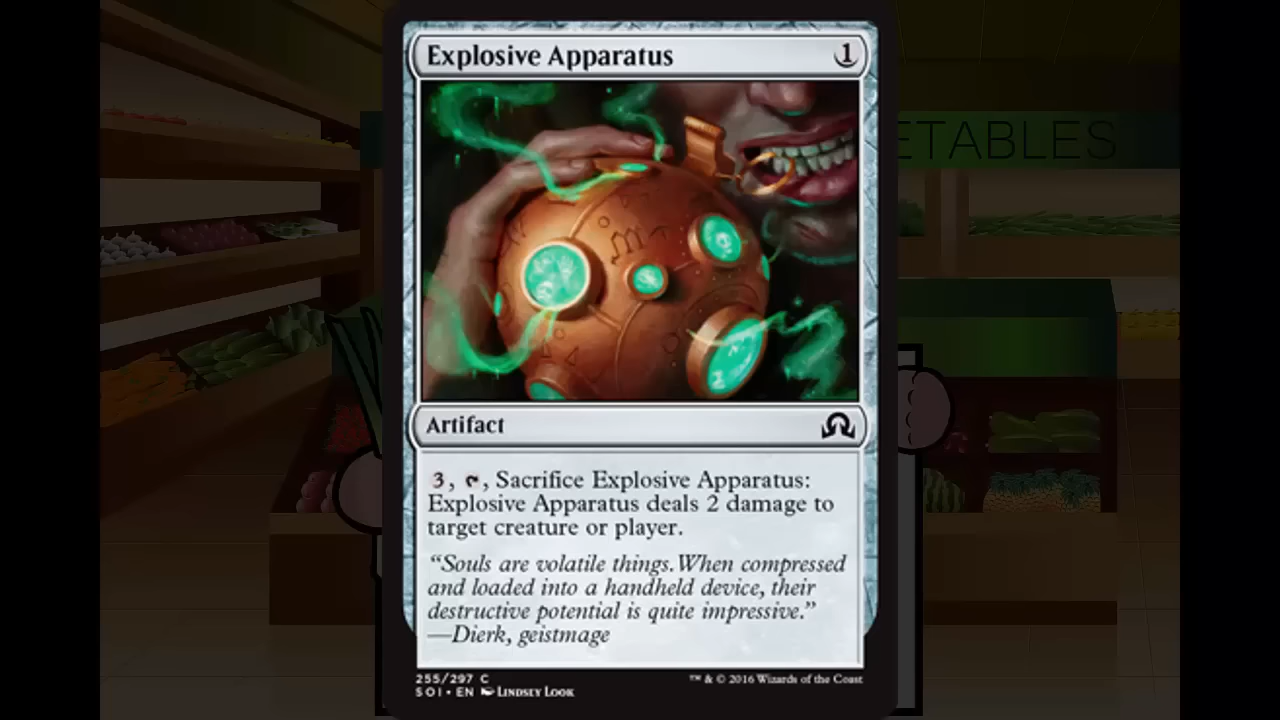 Explosive Apparatus 1
ETABLES
Artifact
3, , Sacrifice Explosive Apparatus:
Explosive Apparatus deals 2 damage to
target creature or player.
“Souls are volatile things. When compressed
and loaded into a handheld device, their
destructive potential is quite impressive.”
—Dierk, geistmage
255/297 C
SOI • EN LINDSEY LOOK
™ & © 2016 Wizards of the Coast